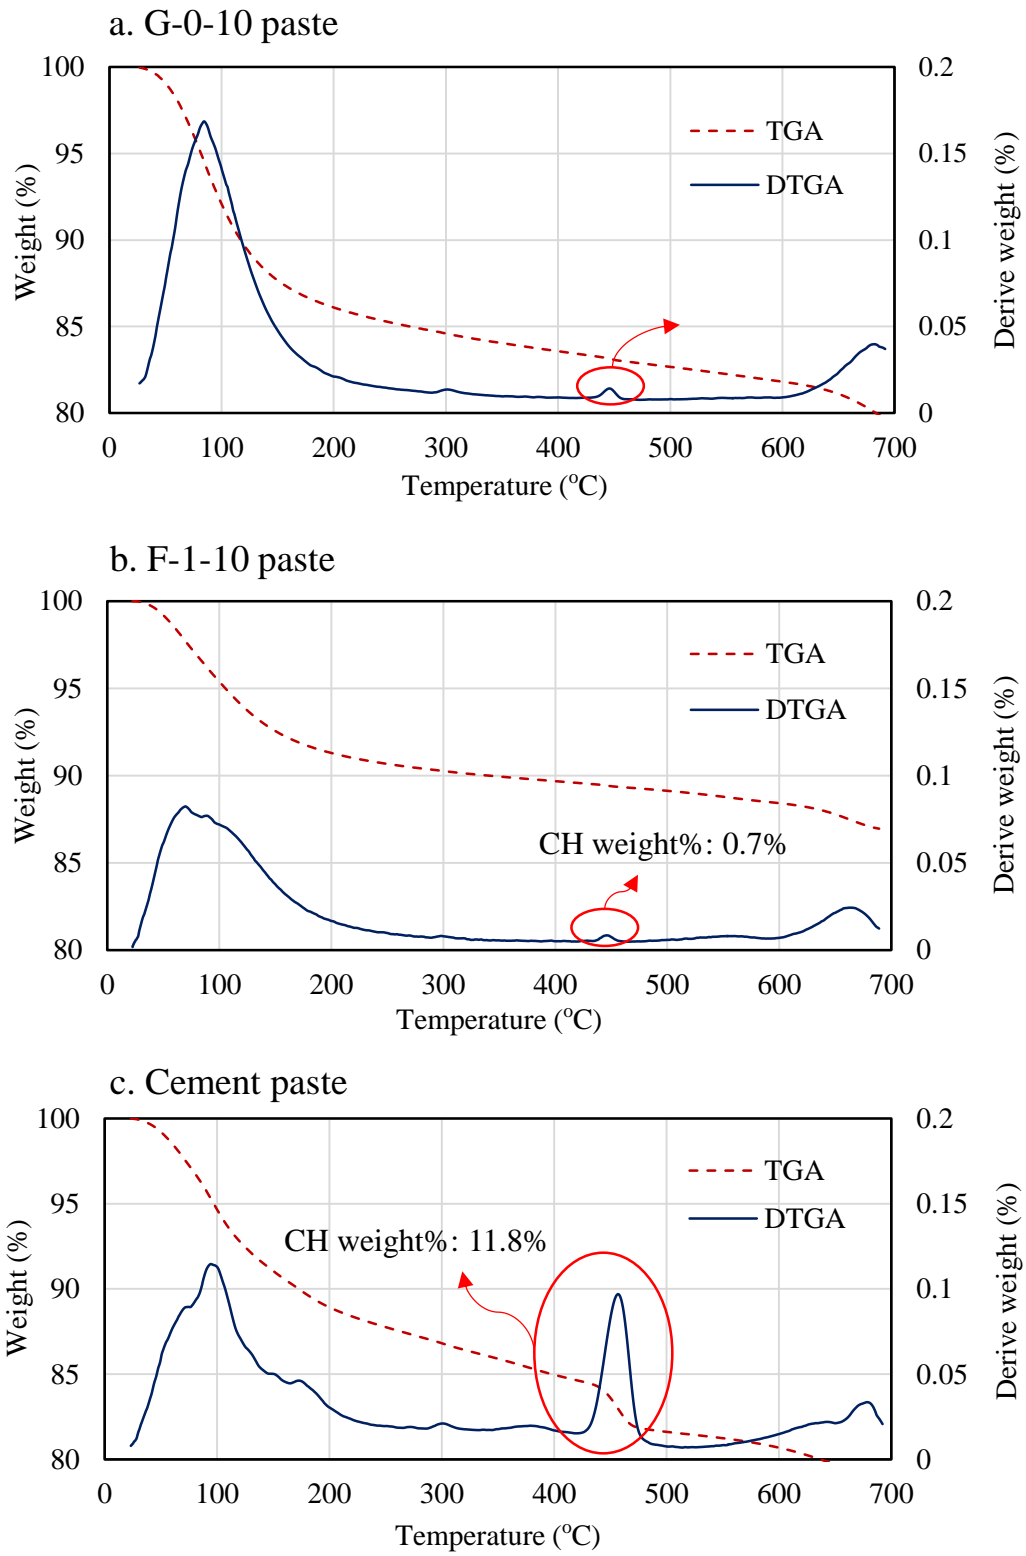 a. G-0-10 paste
100
95
90
85
80
0.2
0.15
0.1
0.05
0
0 100 200 300 400 500 600 700
Weight (%)
Derive weight (%)
Temperature (oC)
TGA
DTGA
b. F-1-10 paste
100
95
90
85
80
0.2
0.15
0.1
0.05
0
0 100 200 300 400 500 600 700
Weight (%)
Derive weight (%)
Temperature (oC)
TGA
DTGA
CH weight%: 0.7%
c. Cement paste
100
95
90
85
80
0.2
0.15
0.1
0.05
0
0 100 200 300 400 500 600 700
Weight (%)
Derive weight (%)
Temperature (oC)
TGA
DTGA
CH weight%: 11.8%